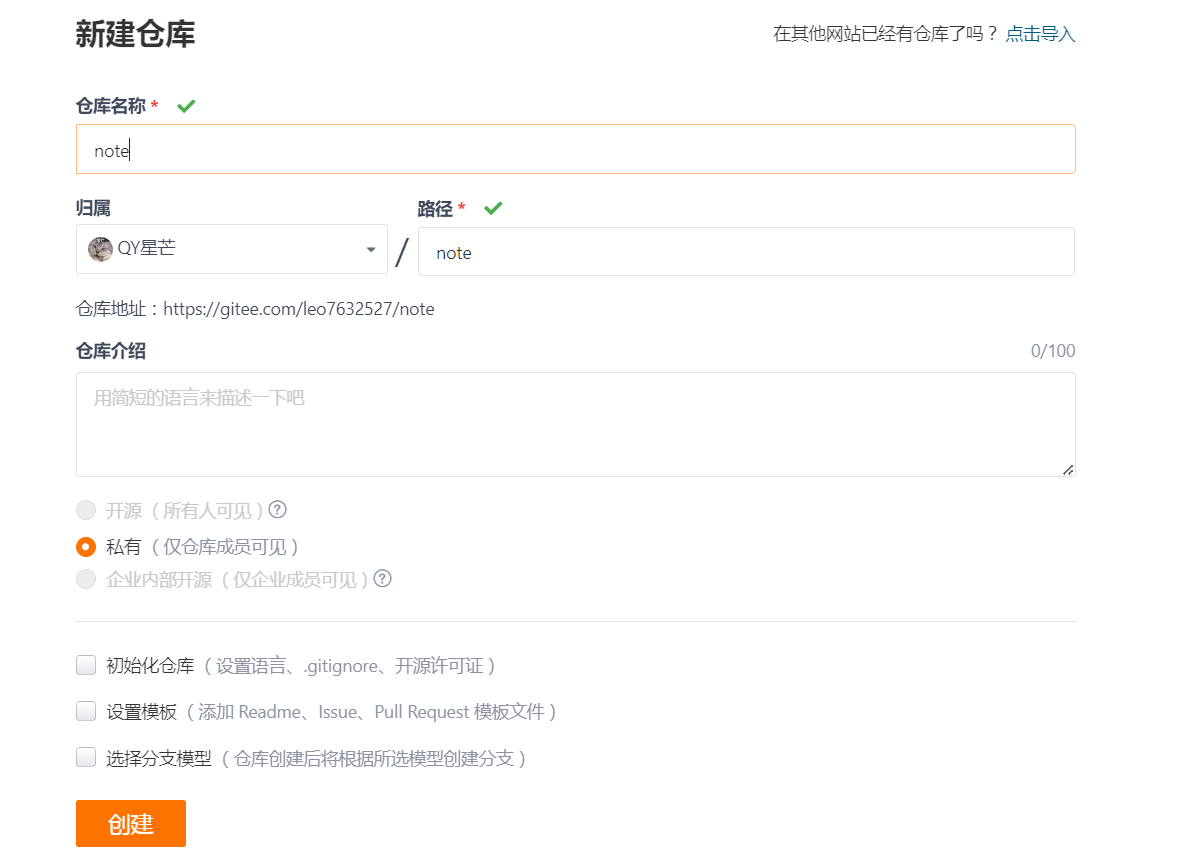 新建仓库
在其他网站已经有仓库了吗？ 点击导入
仓库名称 *
note
归属
路径 *
QY星芒 / note
仓库地址：https://gitee.com/leo7632527/note
仓库介绍
0/100
用简短的语言来描述一下吧
开源（所有人可见）?
私有（仅仓库成员可见）
企业内部开源（仅企业成员可见）?
初始化仓库（设置语言、.gitignore、开源许可证）
设置模板（添加 Readme、Issue、Pull Request 模板文件）
选择分支模型（仓库创建后将根据所选模型创建分支）
创建